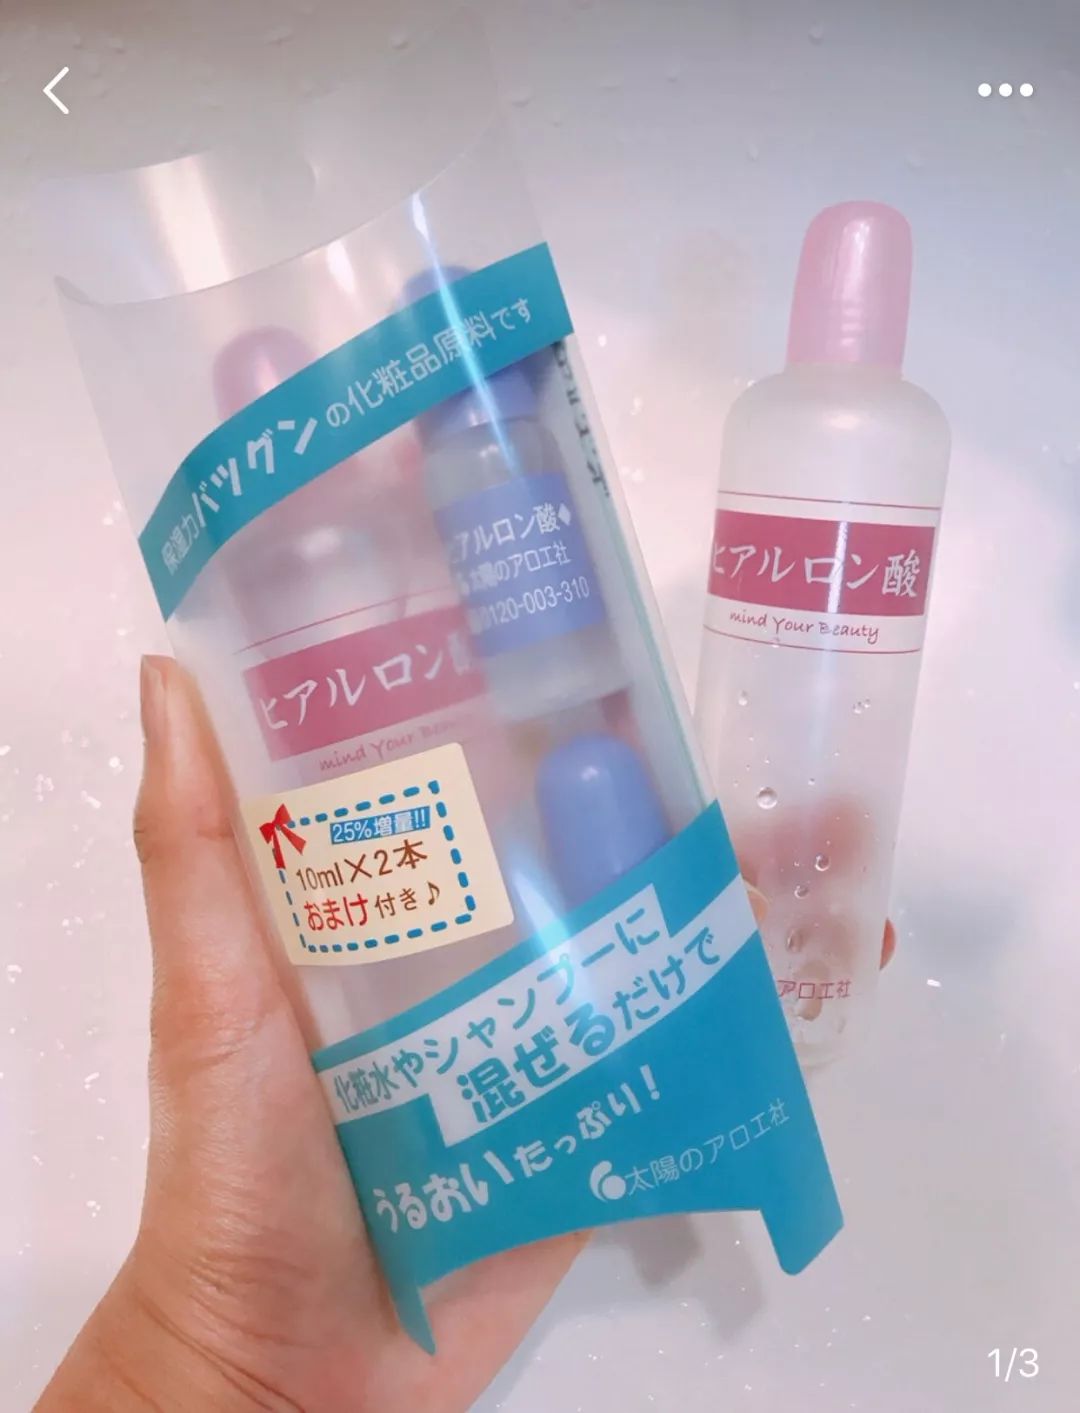 保湿力バツグンの化粧品原料です
ヒアルロン酸
mind Your
アルロン酸◆
太陽のアロエ社
0120-003-310
25%増量!!
10ml×2本
おまけ付き♪
化粧水やシャンプーに
混ぜるだけで
うるおいたっぷり!
太陽のアロエ社
ヒアルロン酸
mind Your Beauty
アロエ社
1/3